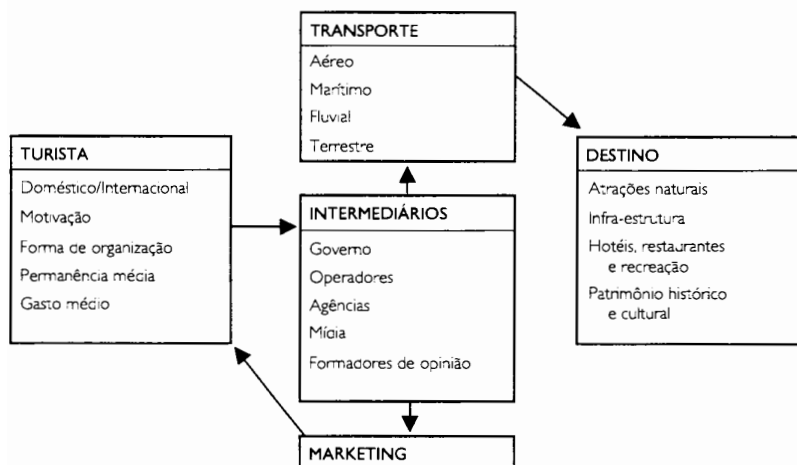 TRANSPORTE
Aéreo
Marítimo
Fluvial
Terrestre
TURISTA
Doméstico/Internacional
Motivação
Forma de organização
Permanência média
Gasto médio
INTERMEDIÁRIOS
Governo
Operadores
Agências
Mídia
Formadores de opinião
DESTINO
Atrações naturais
Infra-estrutura
Hotéis, restaurantes
e recreação
Patrimônio histórico
e cultural
MARKETING